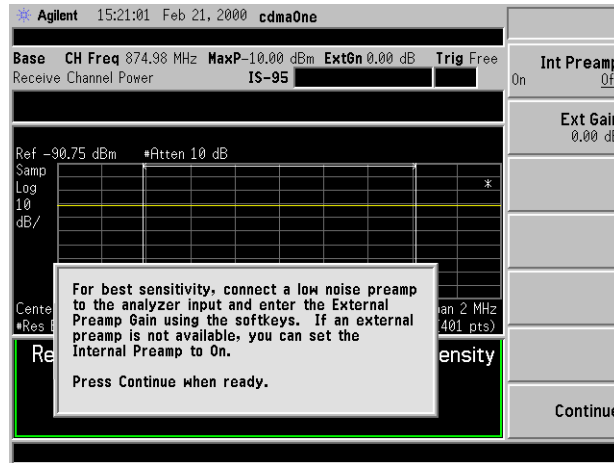 Agilent 15:21:01 Feb 21, 2000 cdmaOne
Base CH Freq 874.98 MHz MaxP-10.00 dBm ExtGn 0.00 dB Trig Free
Receive Channel Power IS-95
Int Preamp
On Of
Ext Gain
0.00 dB
Ref -90.75 dBm #Atten 10 dB
Samp
Log
10
dB/
*
Cente
an 2 MHz
#Res
(401 pts)
Re
ensity
For best sensitivity, connect a low noise preamp
to the analyzer input and enter the External
Preamp Gain using the softkeys. If an external
preamp is not available, you can set the
Internal Preamp to On.
Press Continue when ready.
Continue